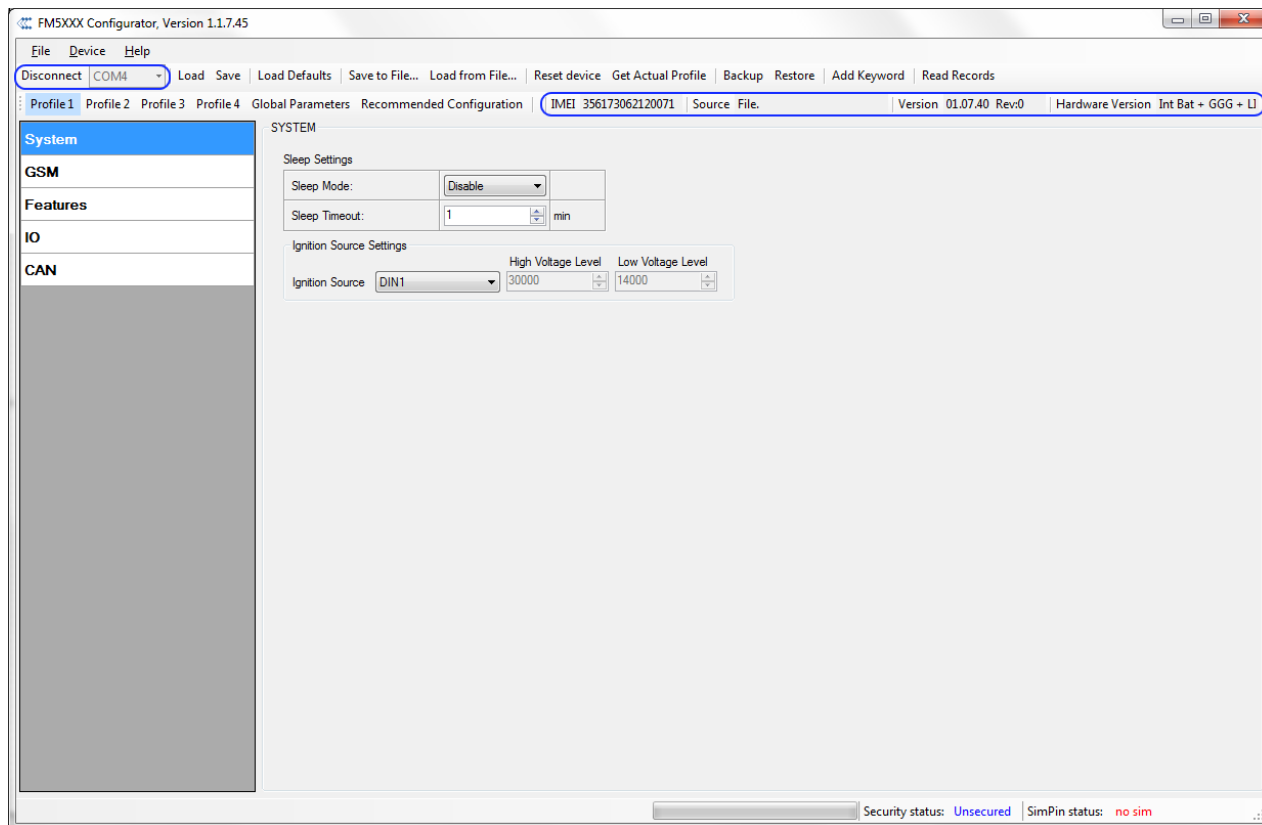 FM5XXX Configurator, Version 1.1.7.45
File Device Help
Disconnect COM4 Load Save Load Defaults Save to File... Load from File... Reset device Get Actual Profile Backup Restore Add Keyword Read Records
Profile 1 Profile 2 Profile 3 Profile 4 Global Parameters Recommended Configuration IMEI 356173062120071 Source File. Version 01.07.40 Rev:0 Hardware Version Int Bat + GGG + LI
System
GSM
Features
IO
CAN
SYSTEM
Sleep Settings
Sleep Mode: Disable
Sleep Timeout: 1 min
Ignition Source Settings
High Voltage Level Low Voltage Level
Ignition Source DIN1 30000 14000
Security status: Unsecured SimPin status: no sim